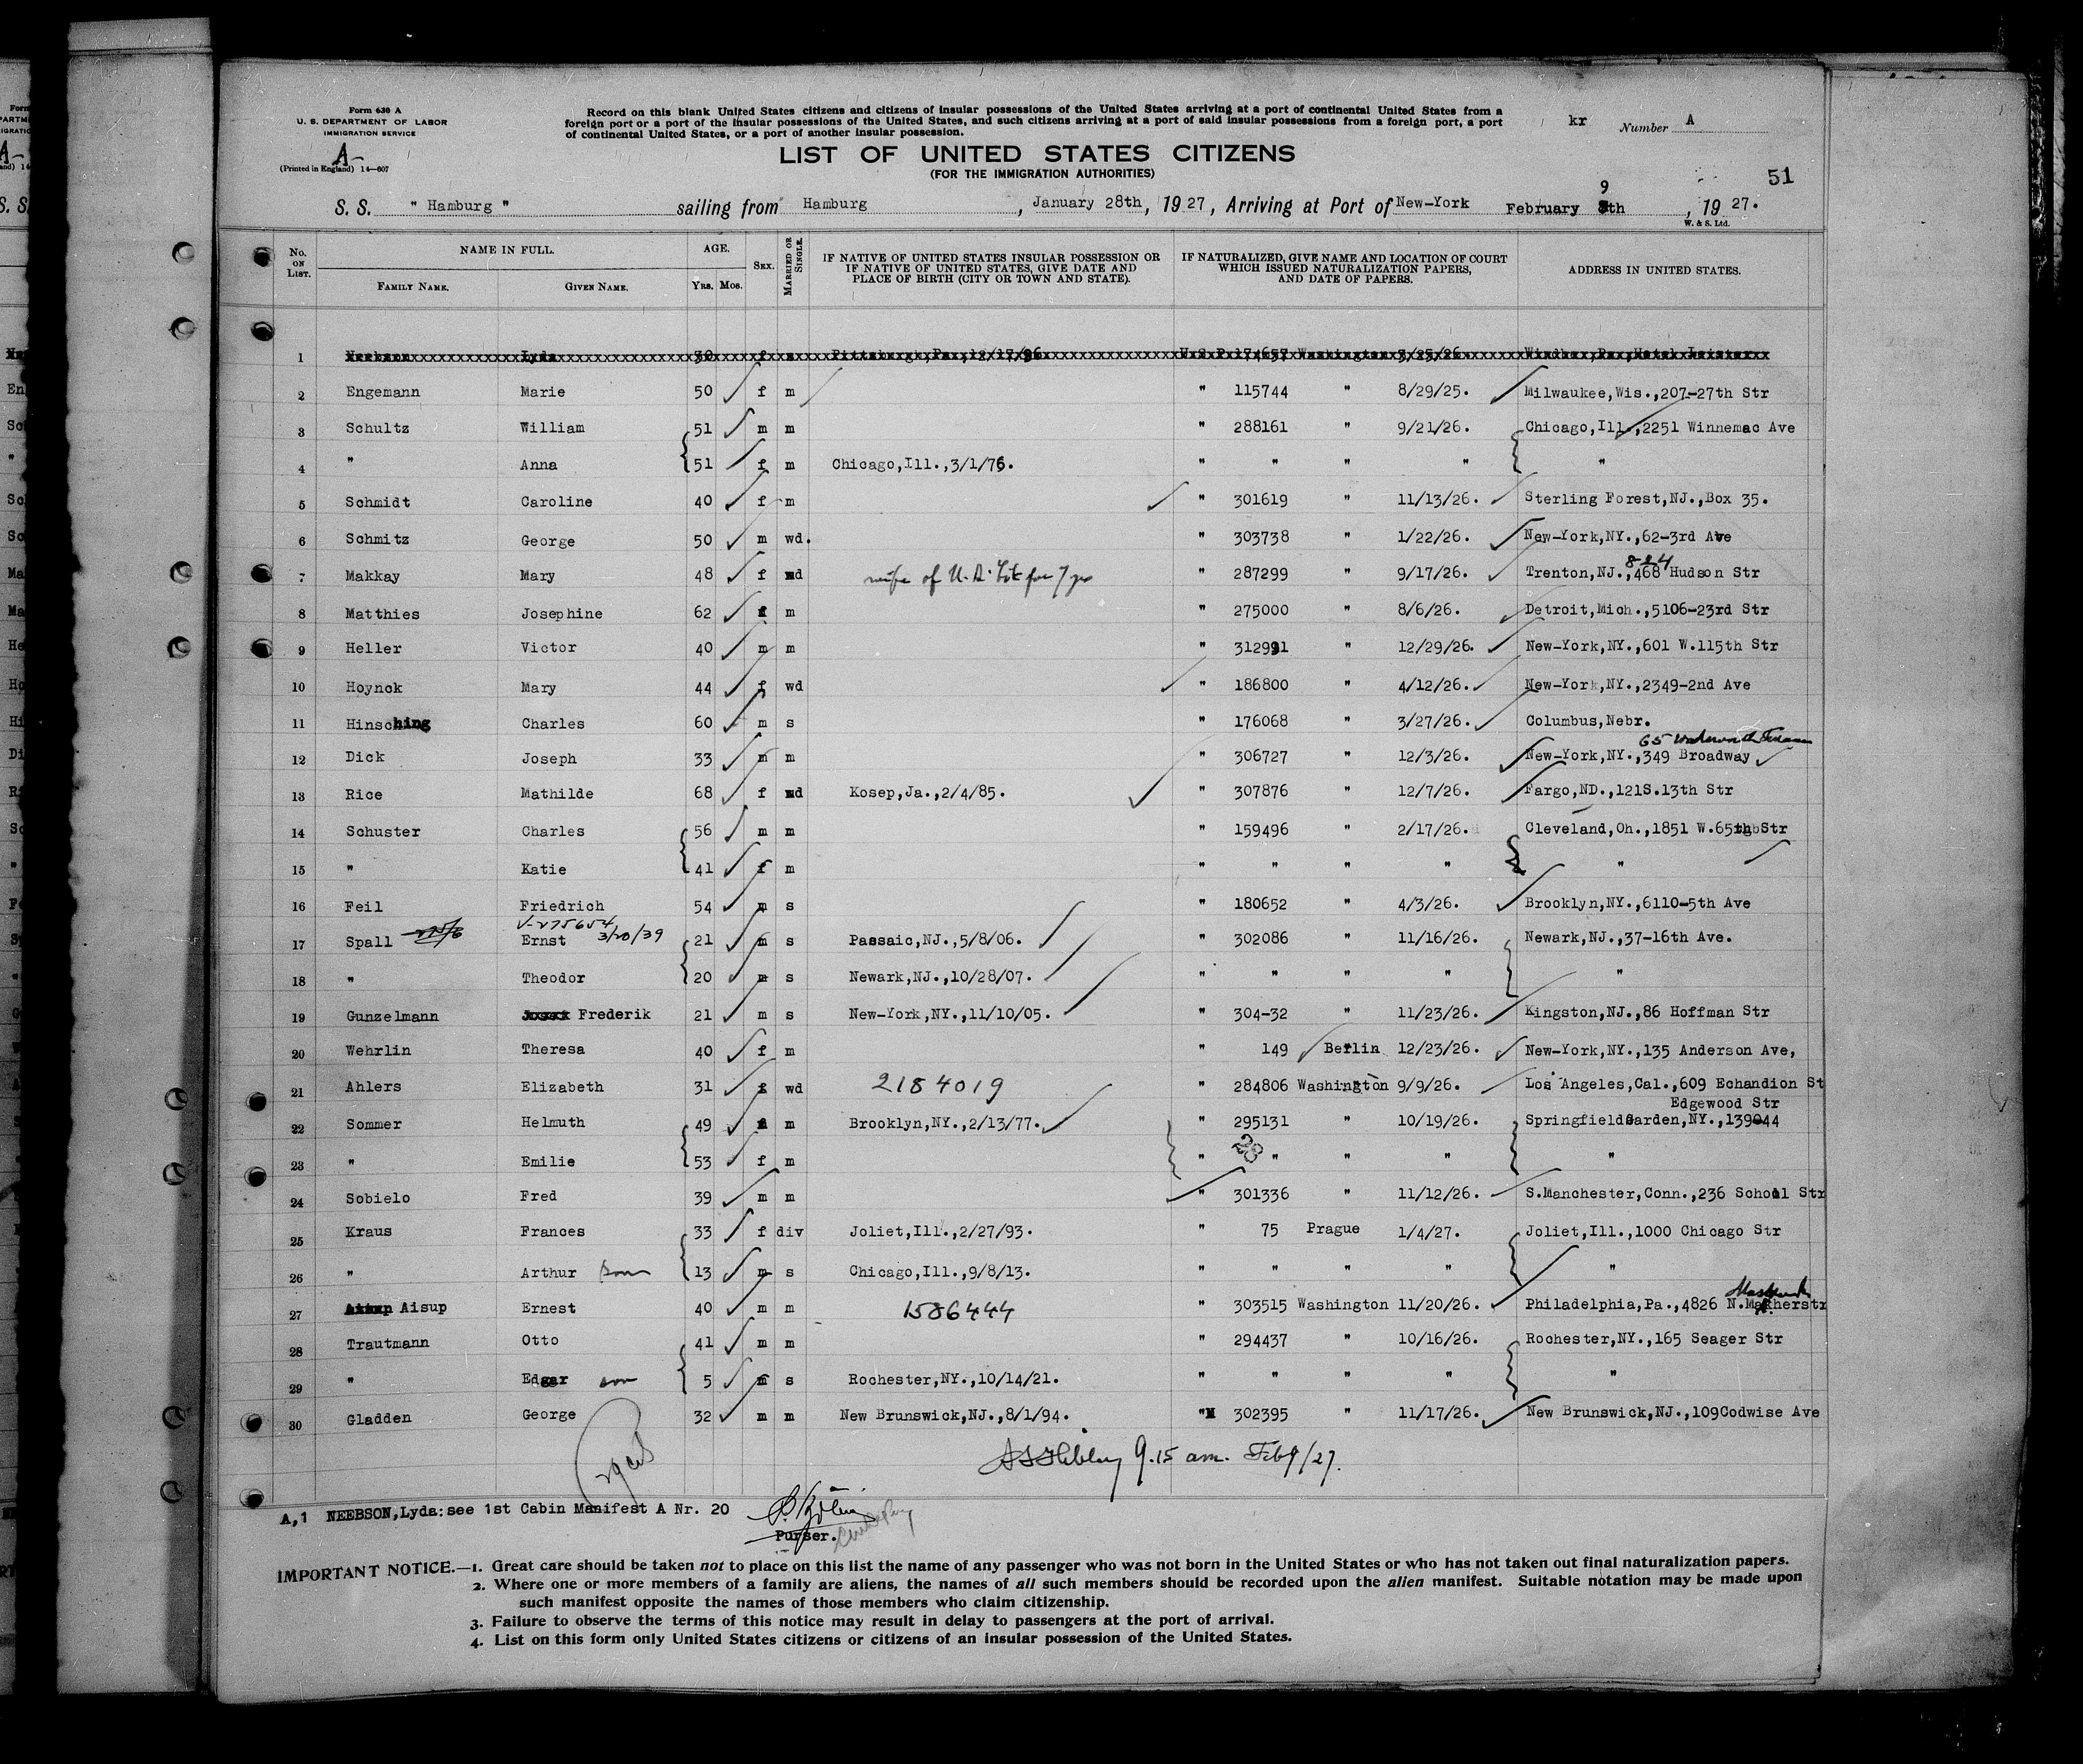 Form 630 A
U. S. DEPARTMENT OF LABOR
IMMIGRATION SERVICE
A-
(Printed in England) 14—607
Record on this blank United States citizens and citizens of insular possessions of the United States arriving at a port of continental United States from a
foreign port or a port of the insular possessions of the United States, and such citizens arriving at a port of said insular possessions from a foreign port, a port
of continental United States, or a port of another insular possession.
kr Number A
LIST OF UNITED STATES CITIZENS
(FOR THE IMMIGRATION AUTHORITIES)
51
S. S. " Hamburg " sailing from Hamburg, January 28th, 1927, Arriving at Port of New-York February 9th, 1927.
W. & S. Ltd.
No. ON LIST. NAME IN FULL. FAMILY NAME. GIVEN NAME. AGE. YRS. MOS. SEX. MARRIED OR SINGLE. IF NATIVE OF UNITED STATES INSULAR POSSESSION OR IF NATIVE OF UNITED STATES, GIVE DATE AND PLACE OF BIRTH (CITY OR TOWN AND STATE). IF NATURALIZED, GIVE NAME AND LOCATION OF COURT WHICH ISSUED NATURALIZATION PAPERS, AND DATE OF PAPERS. ADDRESS IN UNITED STATES.
1 Neebson Lyda 30 f s Pittsburgh,Pa.,12/17/96 U.S.P.174657 Washington 3/25/26. Windber,Pa.,Hotel
2 Engemann Marie 50 f m " 115744 " 8/29/25. Milwaukee,Wis.,207-27th Str
3 Schultz William 51 m m " 288161 " 9/21/26. Chicago,Ill.,2251 Winnemac Ave
4 " Anna 51 f m Chicago,Ill.,3/1/76. " " " " "
5 Schmidt Caroline 40 f m " 301619 " 11/13/26. Sterling Forest,NJ.,Box 35.
6 Schmitz George 50 m wd. " 303738 " 1/22/26. New-York,NY.,62-3rd Ave
7 Makkay Mary 48 f wd wife of U.S. Cit for 7 yrs " 287299 " 9/17/26. Trenton,NJ.,468 Hudson Str
824
8 Matthies Josephine 62 f m " 275000 " 8/6/26. Detroit,Mich.,5106-23rd Str
9 Heller Victor 40 m m " 312991 " 12/29/26. New-York,NY.,601 W.115th Str
10 Hoynck Mary 44 f wd " 186800 " 4/12/26. New-York,NY.,2349-2nd Ave
11 Hinsching Charles 60 m s " 176068 " 3/27/26. Columbus,Nebr.
65
12 Dick Joseph 33 m m " 306727 " 12/3/26. New-York,NY.,349 Broadway
13 Rice Mathilde 68 f wd Kosep,Ja.,2/4/85. " 307876 " 12/7/26. Fargo,ND.,121S.13th Str
14 Schuster Charles 56 m m " 159496 " 2/17/26. Cleveland,Oh.,1851 W.65th Str
15 " Katie 41 f m " " " " "
16 Feil Friedrich 54 m s " 180652 " 4/3/26. Brooklyn,NY.,6110-5th Ave
V-275654
3/20/39
17 Spall Ernst 21 m s Passaic,NJ.,5/8/06. " 302086 " 11/16/26. Newark,NJ.,37-16th Ave.
18 " Theodor 20 m s Newark,NJ.,10/28/07. " " " " "
19 Gunzelmann Frederik 21 m s New-York,NY.,11/10/05. " 304-32 " 11/23/26. Kingston,NJ.,86 Hoffman Str
20 Wehrlin Theresa 40 f m " 149 Berlin 12/23/26. New-York,NY.,135 Anderson Ave,
21 Ahlers Elizabeth 31 f wd 2184019 " 284806 Washington 9/9/26. Los Angeles,Cal.,609 Echandion St
Edgewood Str
22 Sommer Helmuth 49 m m Brooklyn,NY.,2/13/77. " 295131 " 10/19/26. SpringfieldGarden,NY.,139044
23 " Emilie 53 f m " " " " "
24 Sobielo Fred 39 m m " 301336 " 11/12/26. S.Manchester,Conn.,236 School Str
25 Kraus Frances 33 f div Joliet,Ill.,2/27/93. " 75 Prague 1/4/27. Joliet,Ill.,1000 Chicago Str
26 " Arthur son 13 m s Chicago,Ill.,9/8/13. " " " " "
27 Aisup Ernest 40 m m 1586444 " 303515 Washington 11/20/26. Philadelphia,Pa.,4826
28 Trautmann Otto 41 m m " 294437 " 10/16/26. Rochester,NY.,165 Seager Str
29 " Edgar son 5 m s Rochester,NY.,10/14/21. " " " " "
30 Gladden George 32 m m New Brunswick,NJ.,8/1/94. " 302395 " 11/17/26. New Brunswick,NJ.,109Codwise Ave
9.15 am. Feb 9/27.
A,1 NEEBSON,Lyda:see 1st Cabin Manifest A Nr. 20
Purser.
IMPORTANT NOTICE.—1. Great care should be taken not to place on this list the name of any passenger who was not born in the United States or who has not taken out final naturalization papers.
2. Where one or more members of a family are aliens, the names of all such members should be recorded upon the alien manifest. Suitable notation may be made upon
such manifest opposite the names of those members who claim citizenship.
3. Failure to observe the terms of this notice may result in delay to passengers at the port of arrival.
4. List on this form only United States citizens or citizens of an insular possession of the United States.